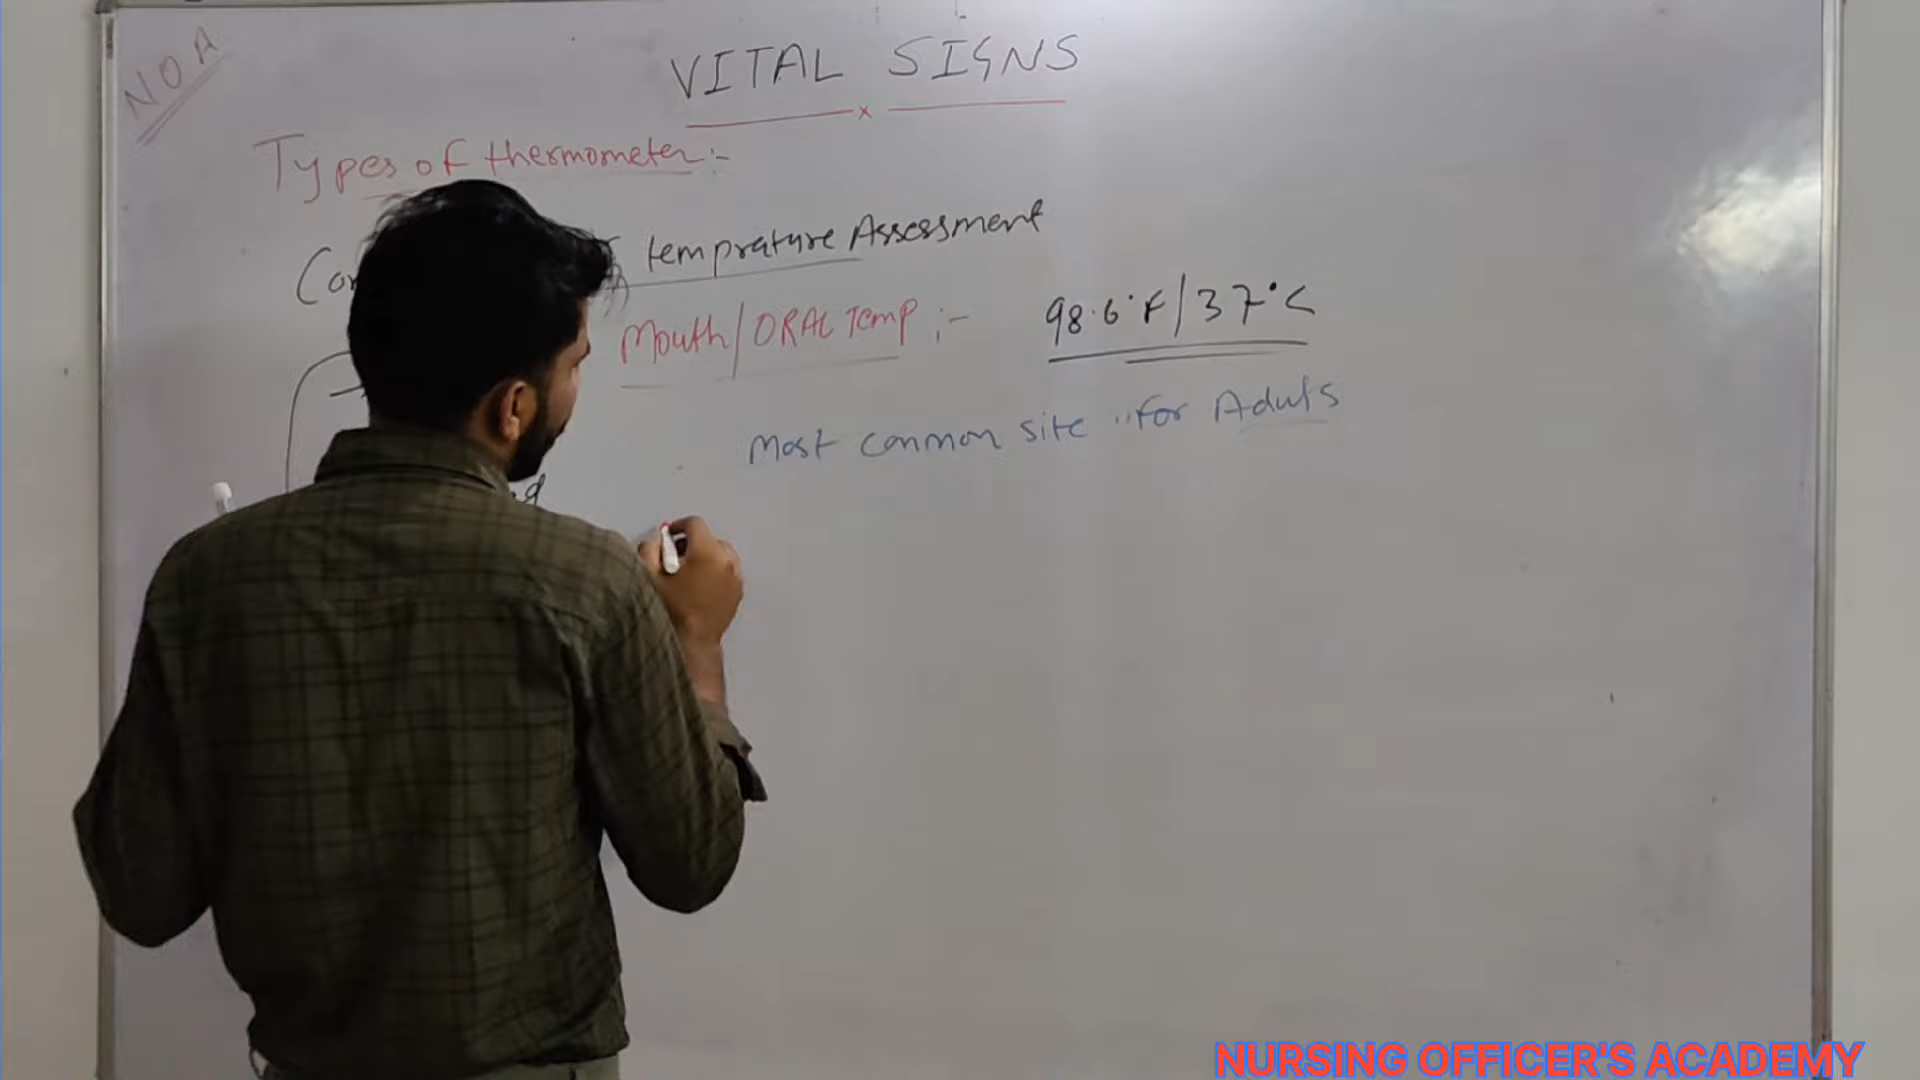 NOA
VITAL SIGNS
Types of thermometer:-
temprature Assessment
Mouth/ORAL Temp :- 98.6°F/37°C
Most common site for Aduls
NURSING OFFICER'S ACADEMY